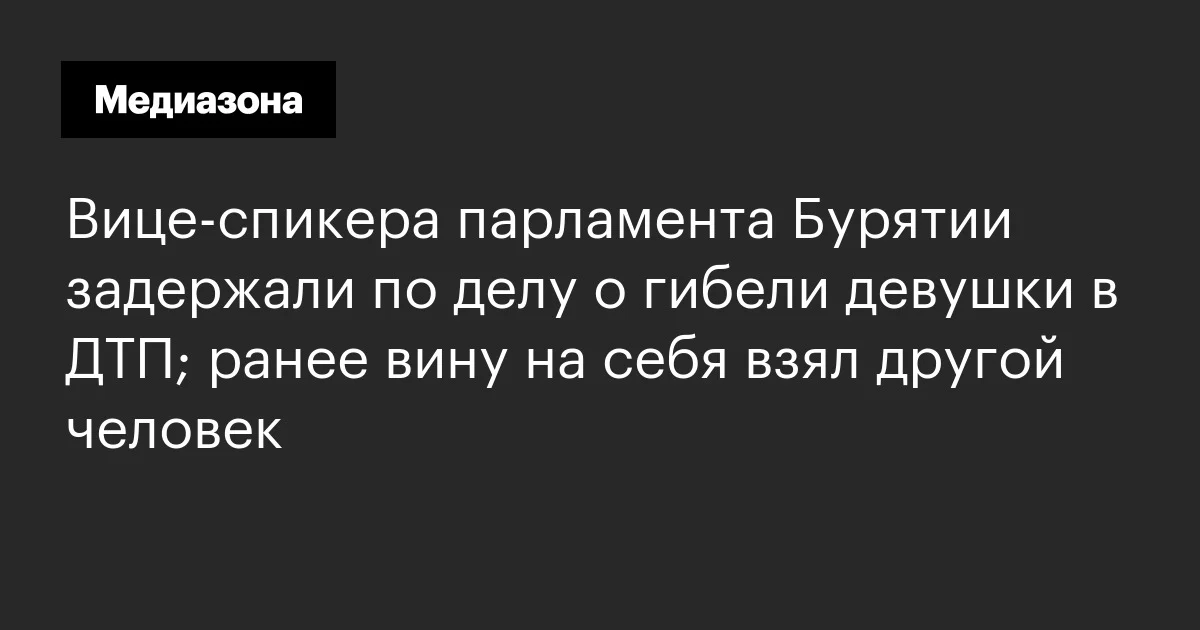 Медиазона
Вице-спикера парламента Бурятии
задержали по делу о гибели девушки в
ДТП; ранее вину на себя взял другой
человек